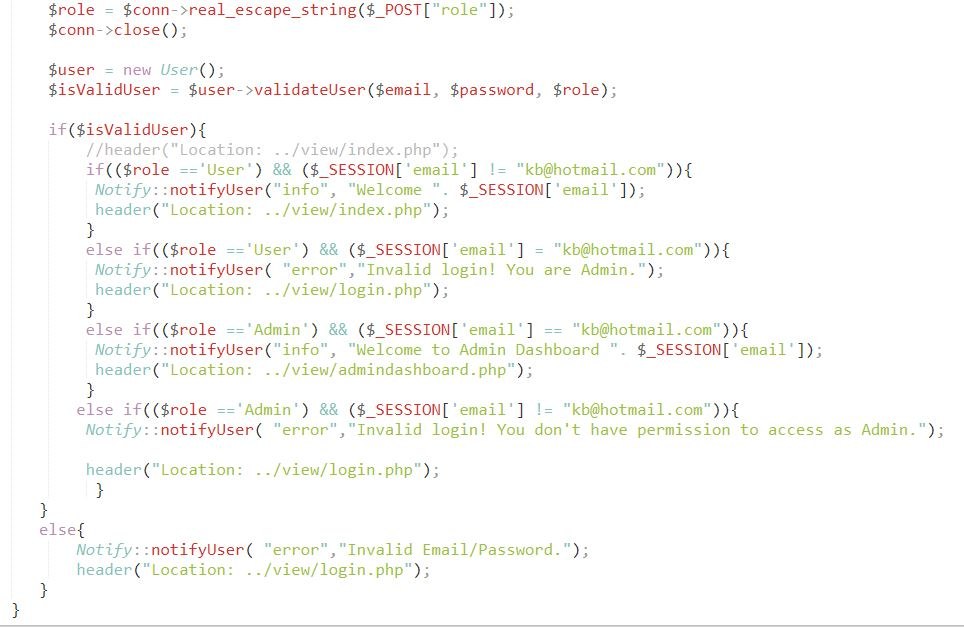 $role = $conn->real_escape_string($_POST["role"]);
$conn->close();
$user = new User();
$isValidUser = $user->validateUser($email, $password, $role);
if($isValidUser){
//header("Location: ../view/index.php");
if(($role =='User') && ($_SESSION['email'] != "kb@hotmail.com")){
Notify::notifyUser("info", "Welcome ". $_SESSION['email']);
header("Location: ../view/index.php");
}
else if(($role =='User') && ($_SESSION['email'] = "kb@hotmail.com")){
Notify::notifyUser( "error","Invalid login! You are Admin.");
header("Location: ../view/login.php");
}
else if(($role =='Admin') && ($_SESSION['email'] == "kb@hotmail.com")){
Notify::notifyUser("info", "Welcome to Admin Dashboard ". $_SESSION['email']);
header("Location: ../view/admindashboard.php");
}
else if(($role =='Admin') && ($_SESSION['email'] != "kb@hotmail.com")){
Notify::notifyUser( "error","Invalid login! You don't have permission to access as Admin.");
header("Location: ../view/login.php");
}
}
else{
Notify::notifyUser( "error","Invalid Email/Password.");
header("Location: ../view/login.php");
}
}